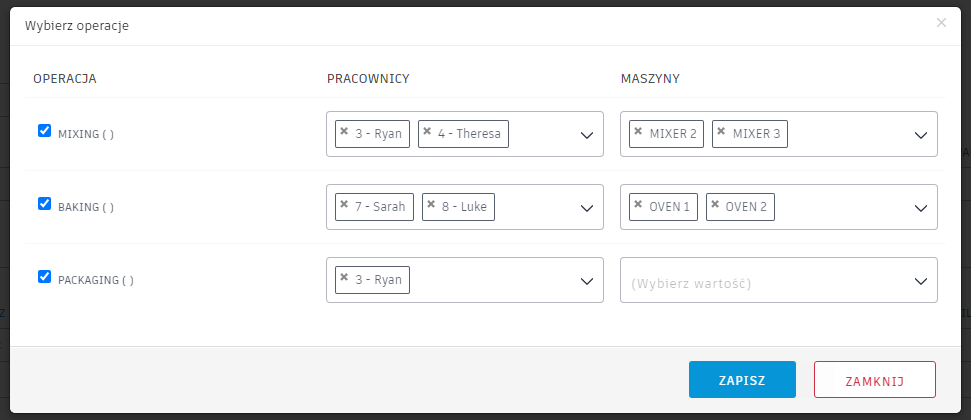 Wybierz operacje ×
OPERACJA PRACOWNICY MASZYNY
MIXING ( ) × 3 - Ryan × 4 - Theresa × MIXER 2 × MIXER 3
BAKING ( ) × 7 - Sarah × 8 - Luke × OVEN 1 × OVEN 2
PACKAGING ( ) × 3 - Ryan (Wybierz wartość)
ZAPISZ ZAMKNIJ